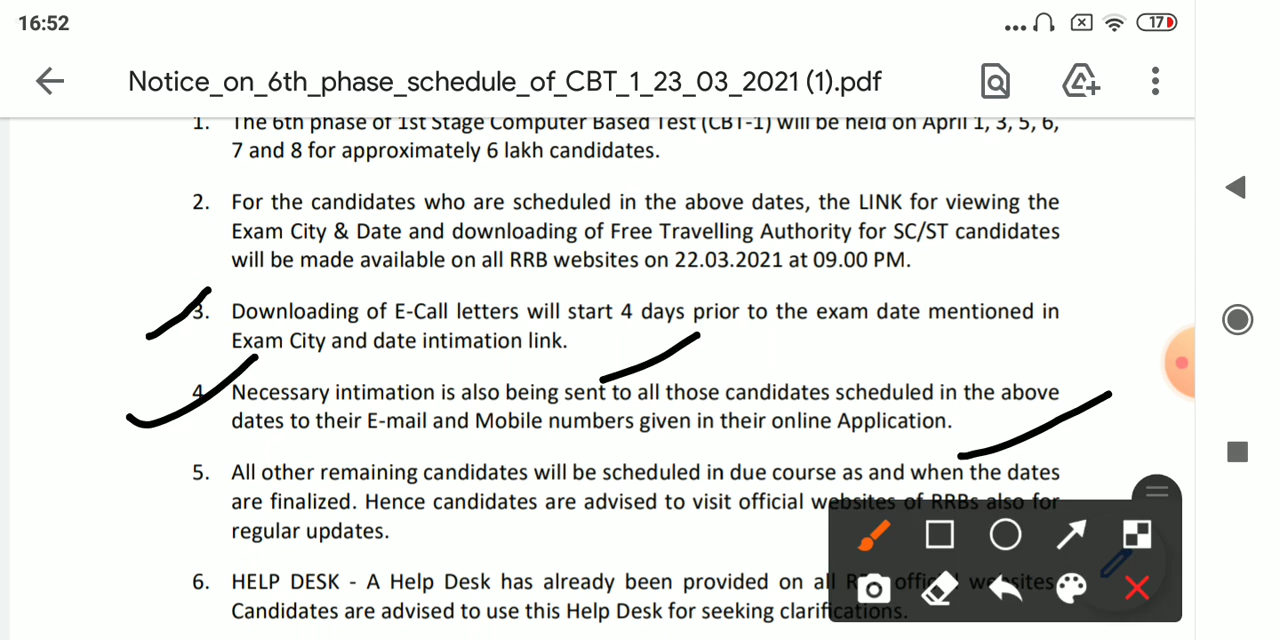 16:52
17
Notice_on_6th_phase_schedule_of_CBT_1_23_03_2021 (1).pdf
1. The 6th phase of 1st Stage Computer Based Test (CBT-1) will be held on April 1, 3, 5, 6,
7 and 8 for approximately 6 lakh candidates.
2. For the candidates who are scheduled in the above dates, the LINK for viewing the
Exam City & Date and downloading of Free Travelling Authority for SC/ST candidates
will be made available on all RRB websites on 22.03.2021 at 09.00 PM.
3. Downloading of E-Call letters will start 4 days prior to the exam date mentioned in
Exam City and date intimation link.
4. Necessary intimation is also being sent to all those candidates scheduled in the above
dates to their E-mail and Mobile numbers given in their online Application.
5. All other remaining candidates will be scheduled in due course as and when the dates
are finalized. Hence candidates are advised to visit official websites of RRBs also for
regular updates.
6. HELP DESK - A Help Desk has already been provided on all official websites
Candidates are advised to use this Help Desk for seeking clarifications.